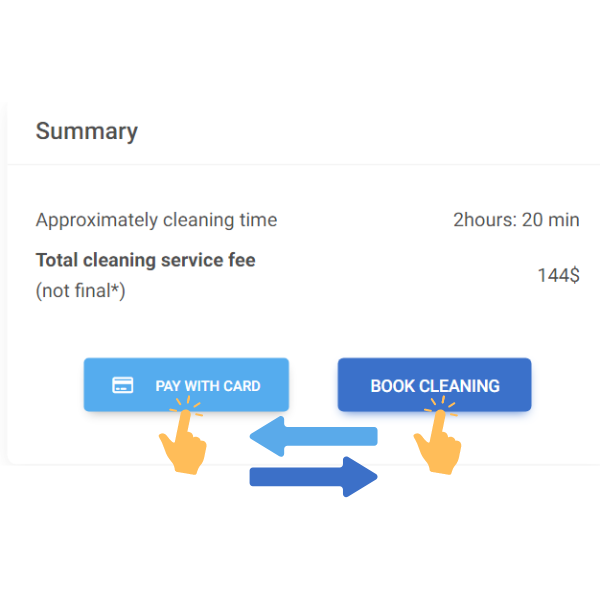 Summary
Approximately cleaning time 2hours: 20 min
Total cleaning service fee
(not final*) 144$
PAY WITH CARD BOOK CLEANING